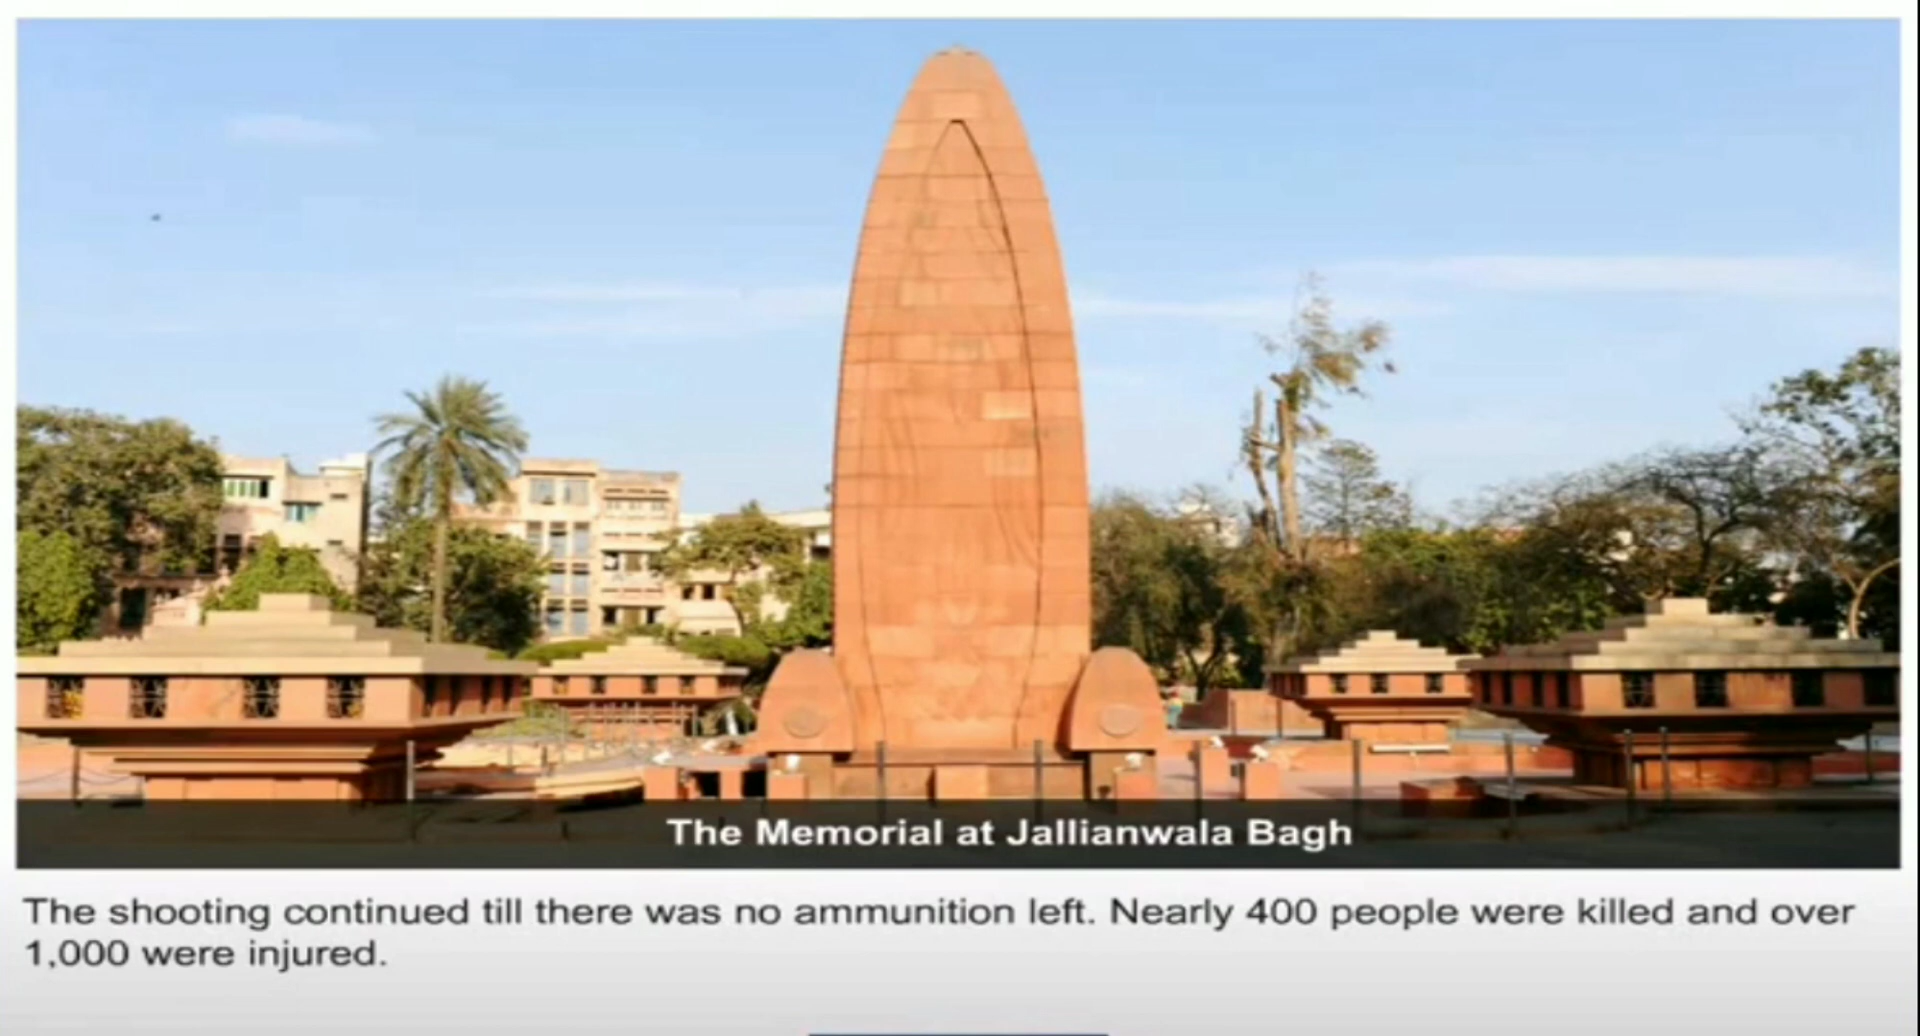 The Memorial at Jallianwala Bagh
The shooting continued till there was no ammunition left. Nearly 400 people were killed and over
1,000 were injured.